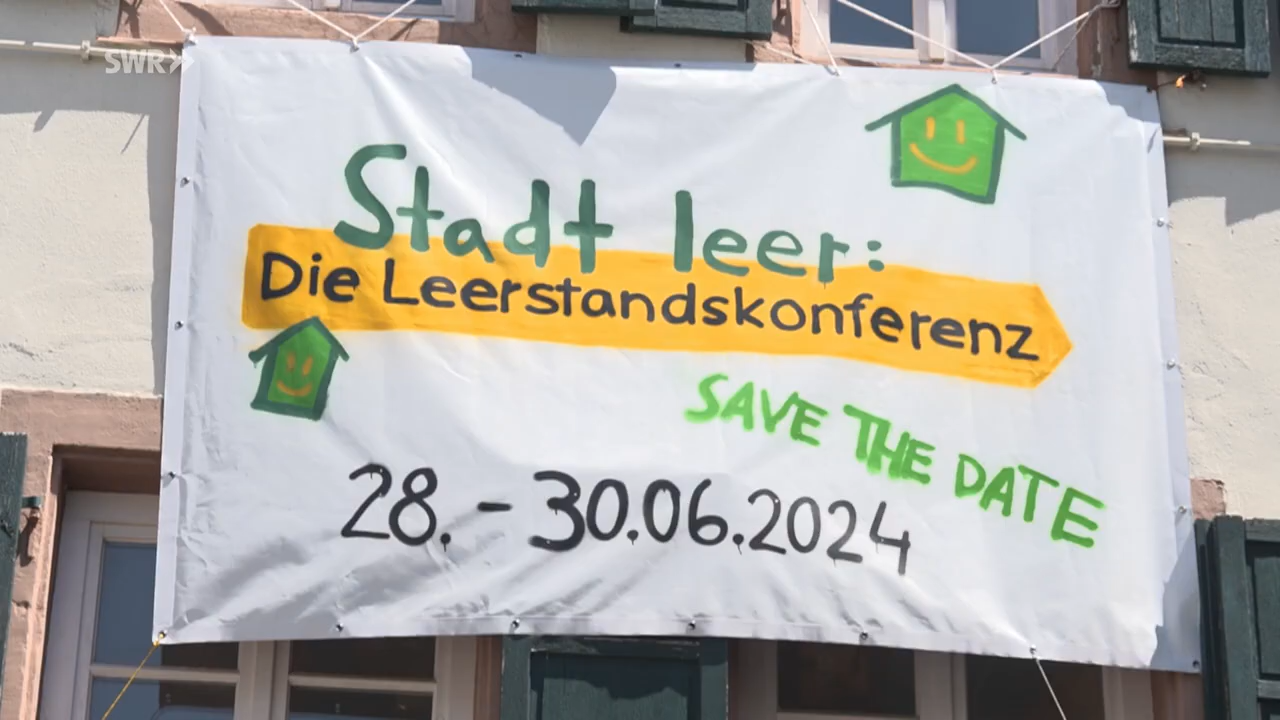 SWR
Stadt leer:
Die Leerstandskonferenz
SAVE THE DATE
28. - 30.06.2024